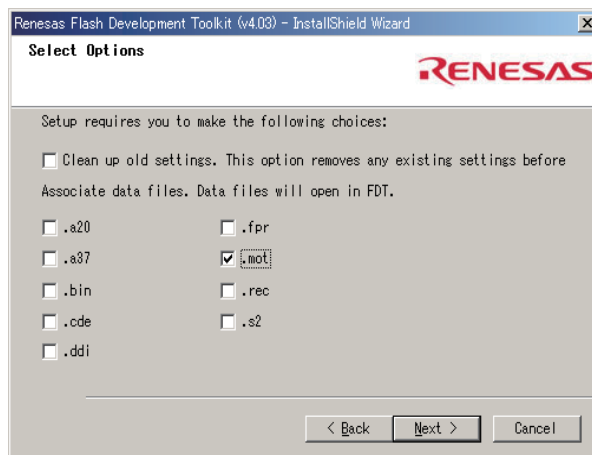 Renesas Flash Development Toolkit (v4.03) - InstallShield Wizard
Select Options
RENESAS
Setup requires you to make the following choices:
Clean up old settings. This option removes any existing settings before
Associate data files. Data files will open in FDT.
.a20
.fpr
.a37
.mot
.bin
.rec
.cde
.s2
.ddi
< Back
Next >
Cancel